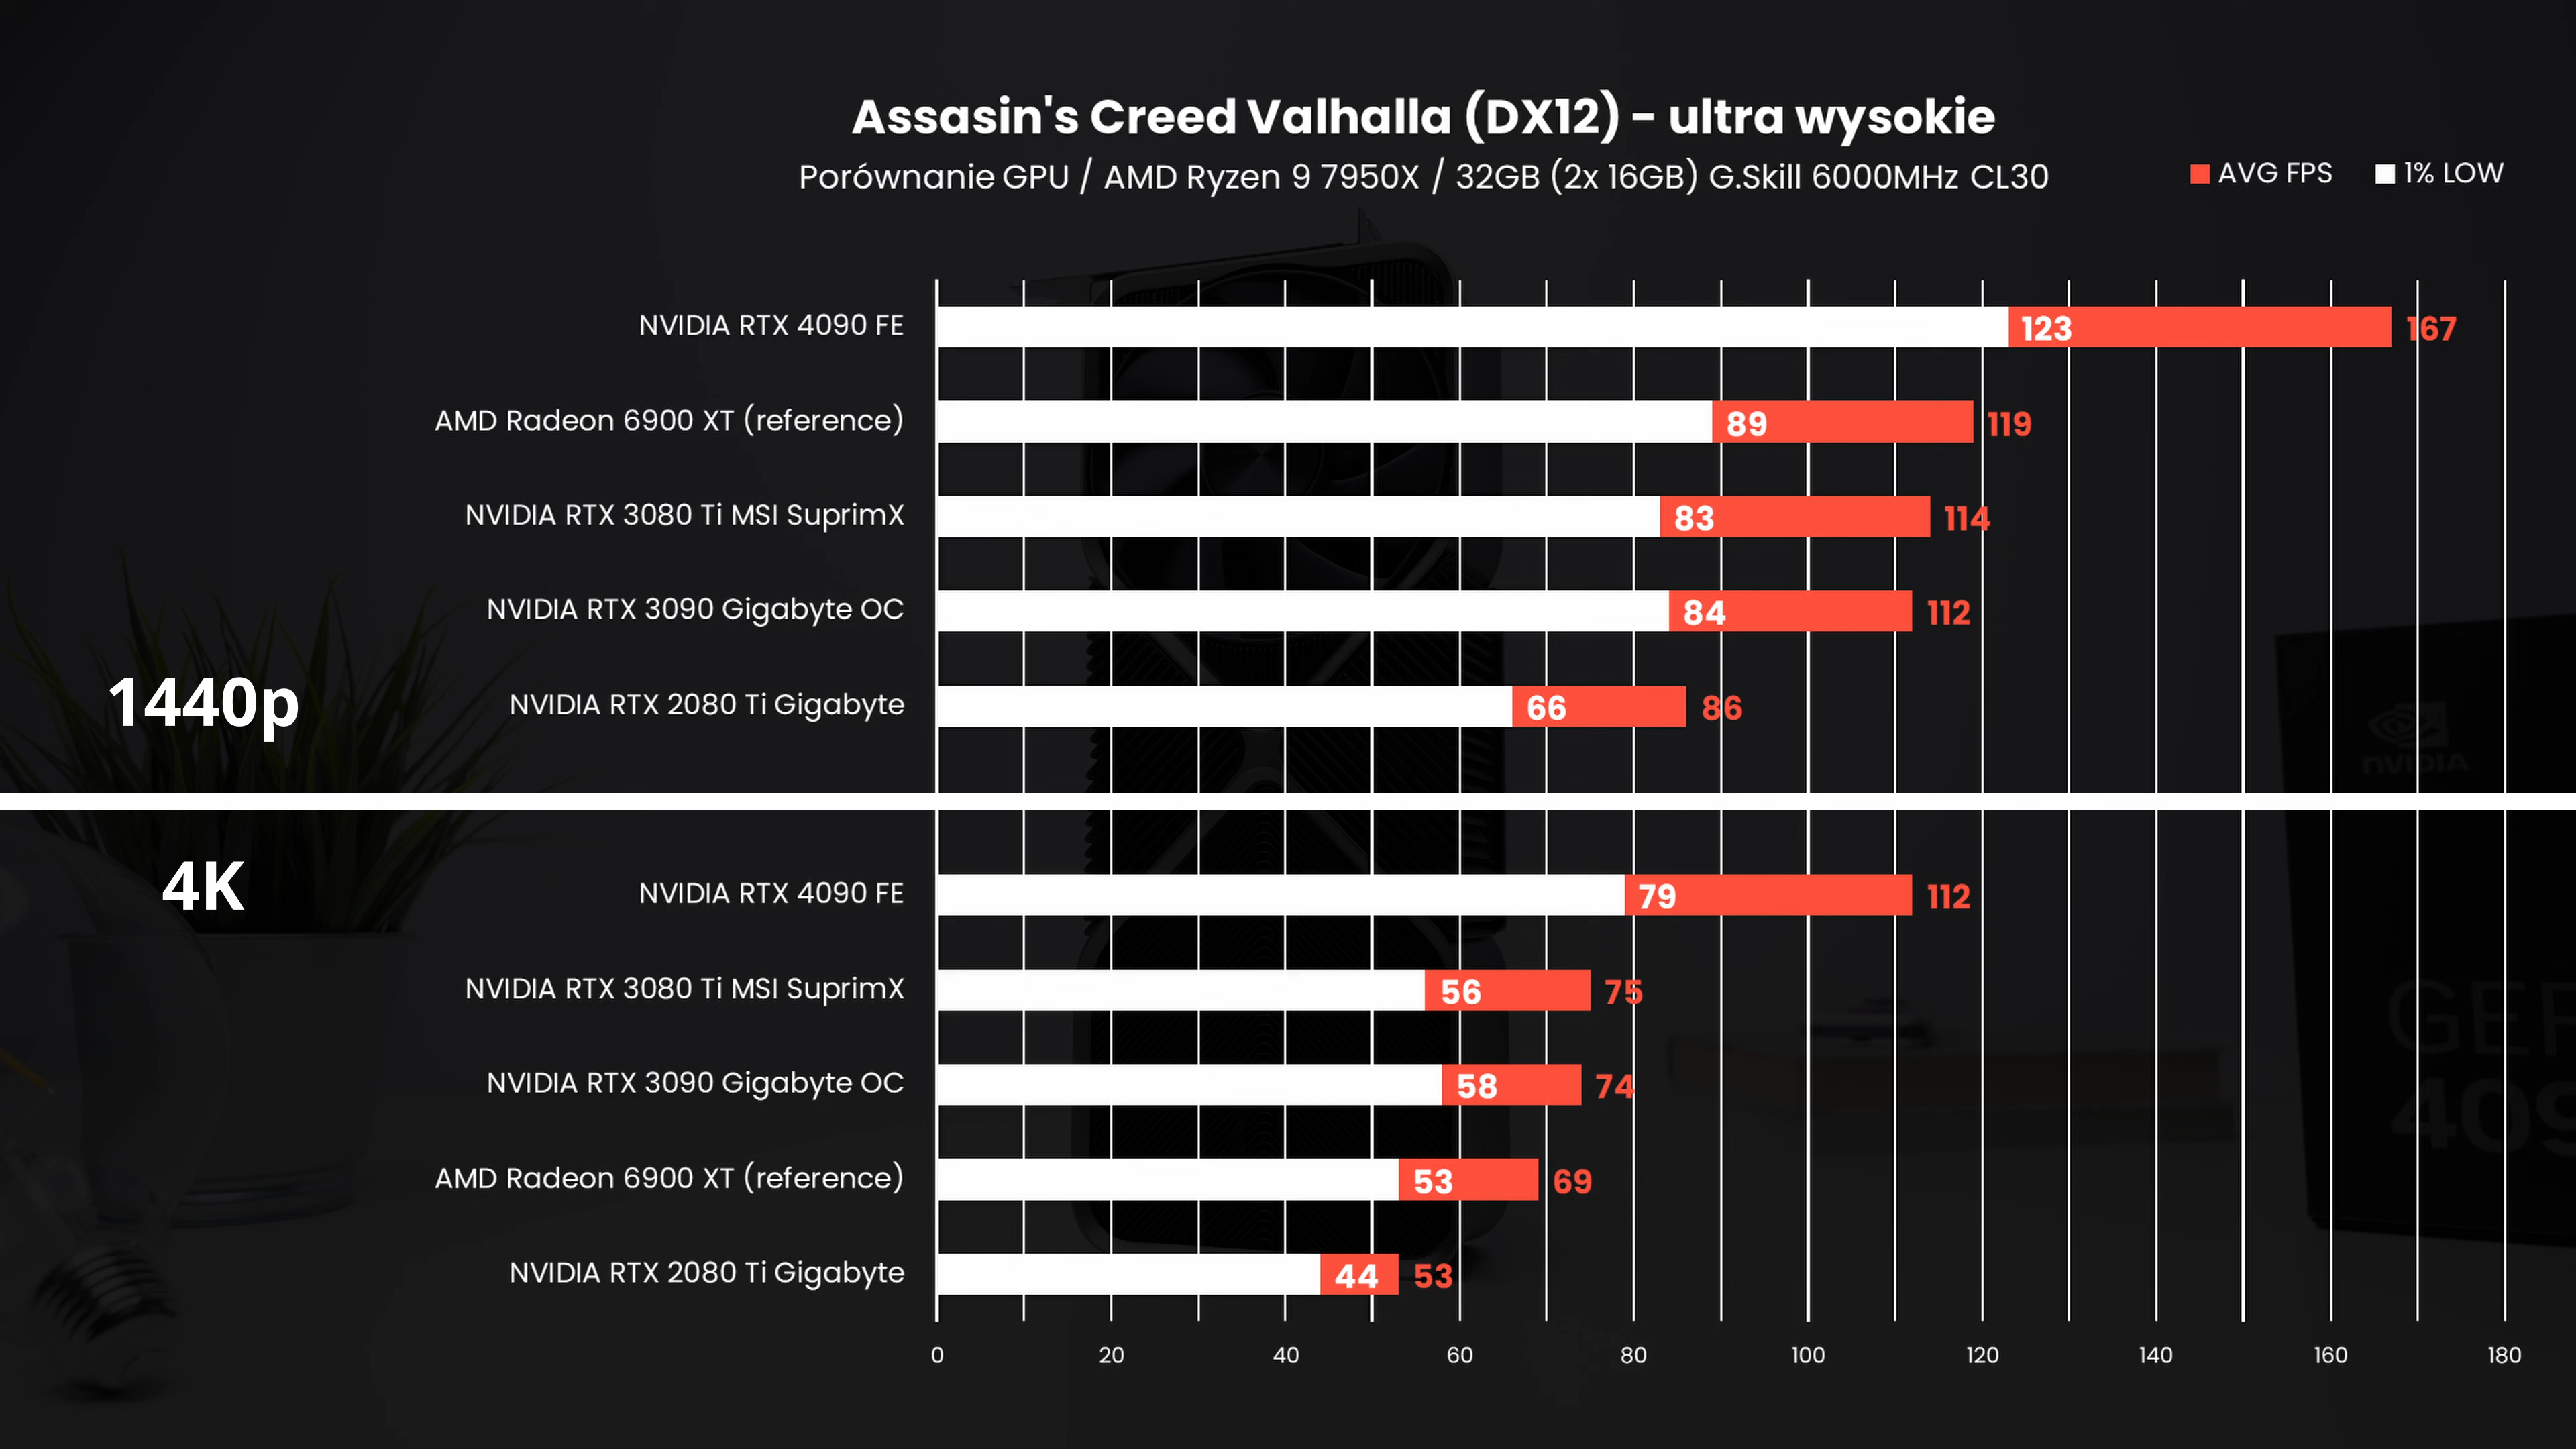 Assasin's Creed Valhalla (DX12) - ultra wysokie
Porównanie GPU / AMD Ryzen 9 7950X / 32GB (2x 16GB) G.Skill 6000MHz CL30
AVG FPS 1% LOW
NVIDIA RTX 4090 FE 123 167
AMD Radeon 6900 XT (reference) 89 119
NVIDIA RTX 3080 Ti MSI SuprimX 83 114
NVIDIA RTX 3090 Gigabyte OC 84 112
1440p
NVIDIA RTX 2080 Ti Gigabyte 66 86
nVIDIA
4K
NVIDIA RTX 4090 FE 79 112
NVIDIA RTX 3080 Ti MSI SuprimX 56 75
NVIDIA RTX 3090 Gigabyte OC 58 74
AMD Radeon 6900 XT (reference) 53 69
NVIDIA RTX 2080 Ti Gigabyte 44 53
0 20 40 60 80 100 120 140 160 180